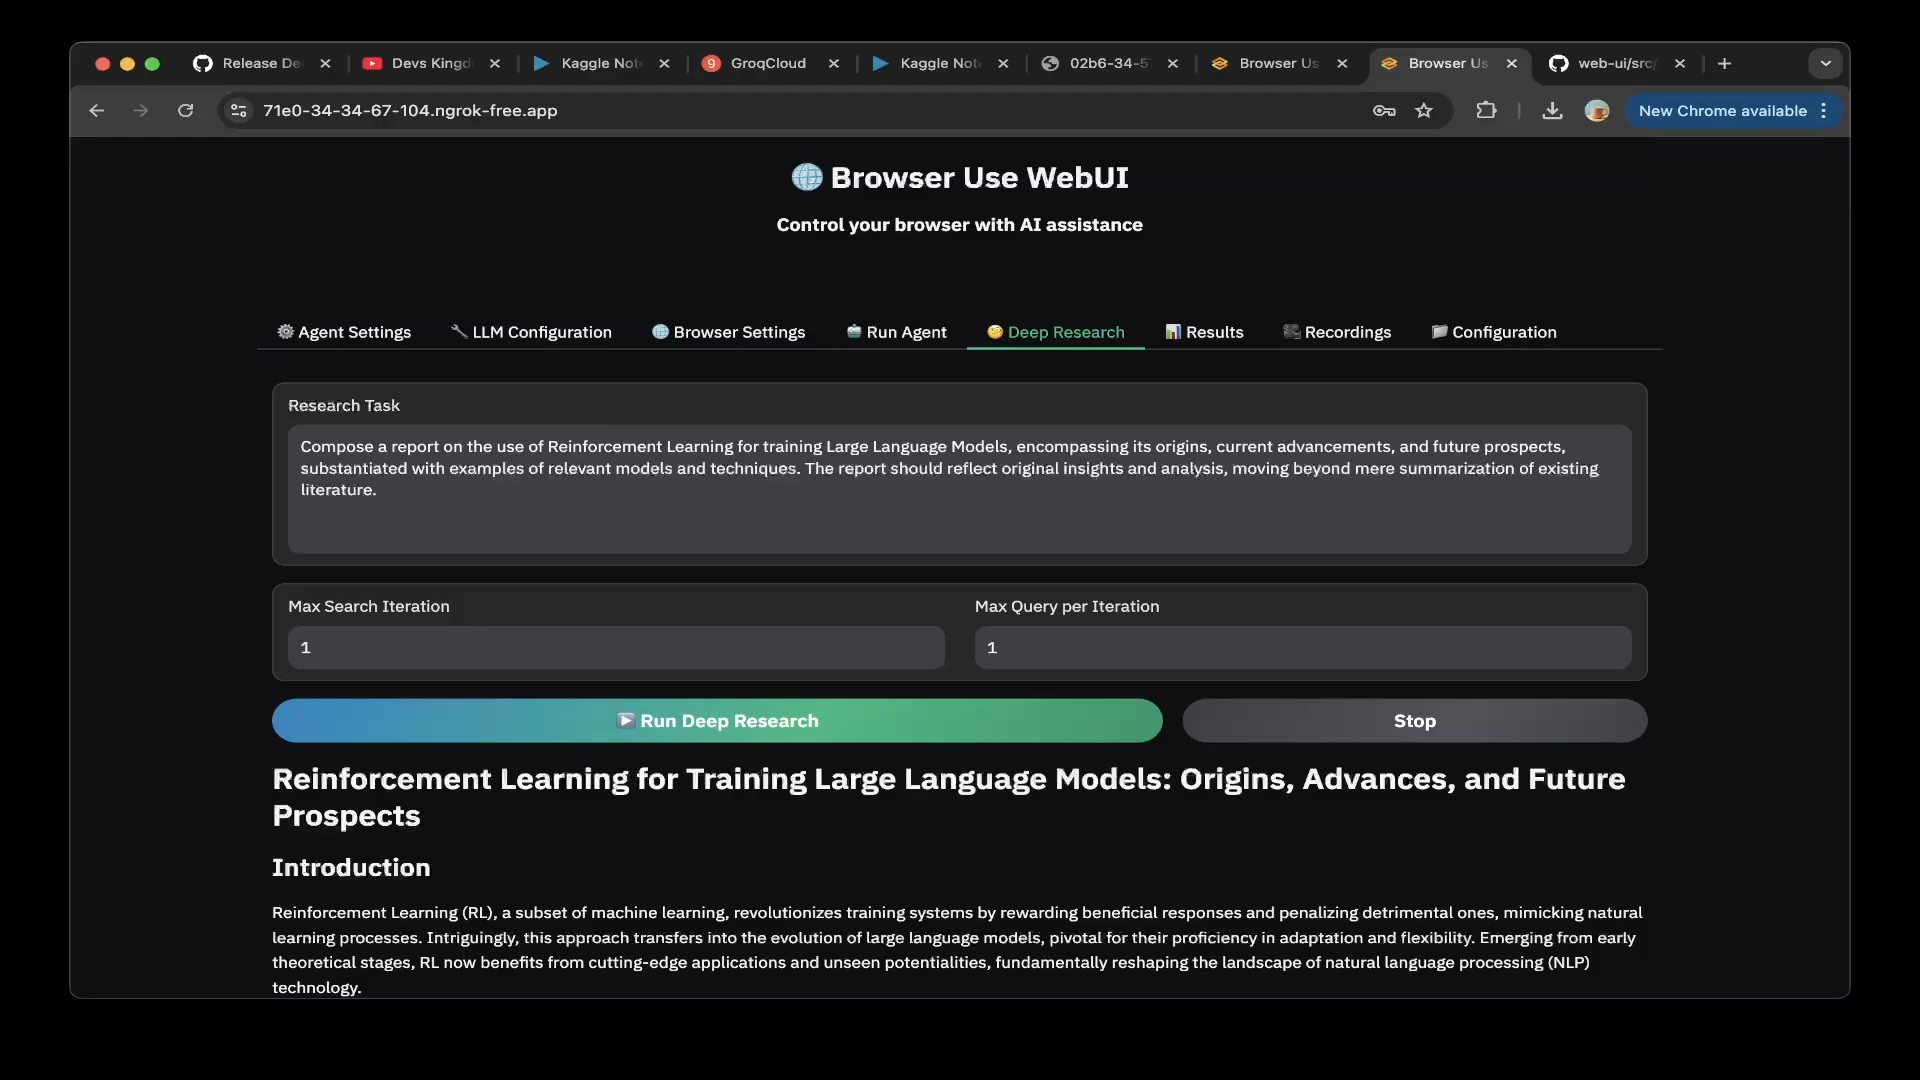 Release De
Devs Kingd
Kaggle Not
GroqCloud
Kaggle Not
02b6-34-5
Browser Us
Browser Us
web-ui/src/
71e0-34-34-67-104.ngrok-free.app
New Chrome available
Browser Use WebUI
Control your browser with AI assistance
Agent Settings
LLM Configuration
Browser Settings
Run Agent
Deep Research
Results
Recordings
Configuration
Research Task
Compose a report on the use of Reinforcement Learning for training Large Language Models, encompassing its origins, current advancements, and future prospects,
substantiated with examples of relevant models and techniques. The report should reflect original insights and analysis, moving beyond mere summarization of existing
literature.
Max Search Iteration
Max Query per Iteration
1
1
Run Deep Research
Stop
Reinforcement Learning for Training Large Language Models: Origins, Advances, and Future
Prospects
Introduction
Reinforcement Learning (RL), a subset of machine learning, revolutionizes training systems by rewarding beneficial responses and penalizing detrimental ones, mimicking natural
learning processes. Intriguingly, this approach transfers into the evolution of large language models, pivotal for their proficiency in adaptation and flexibility. Emerging from early
theoretical stages, RL now benefits from cutting-edge applications and unseen potentialities, fundamentally reshaping the landscape of natural language processing (NLP)
technology.